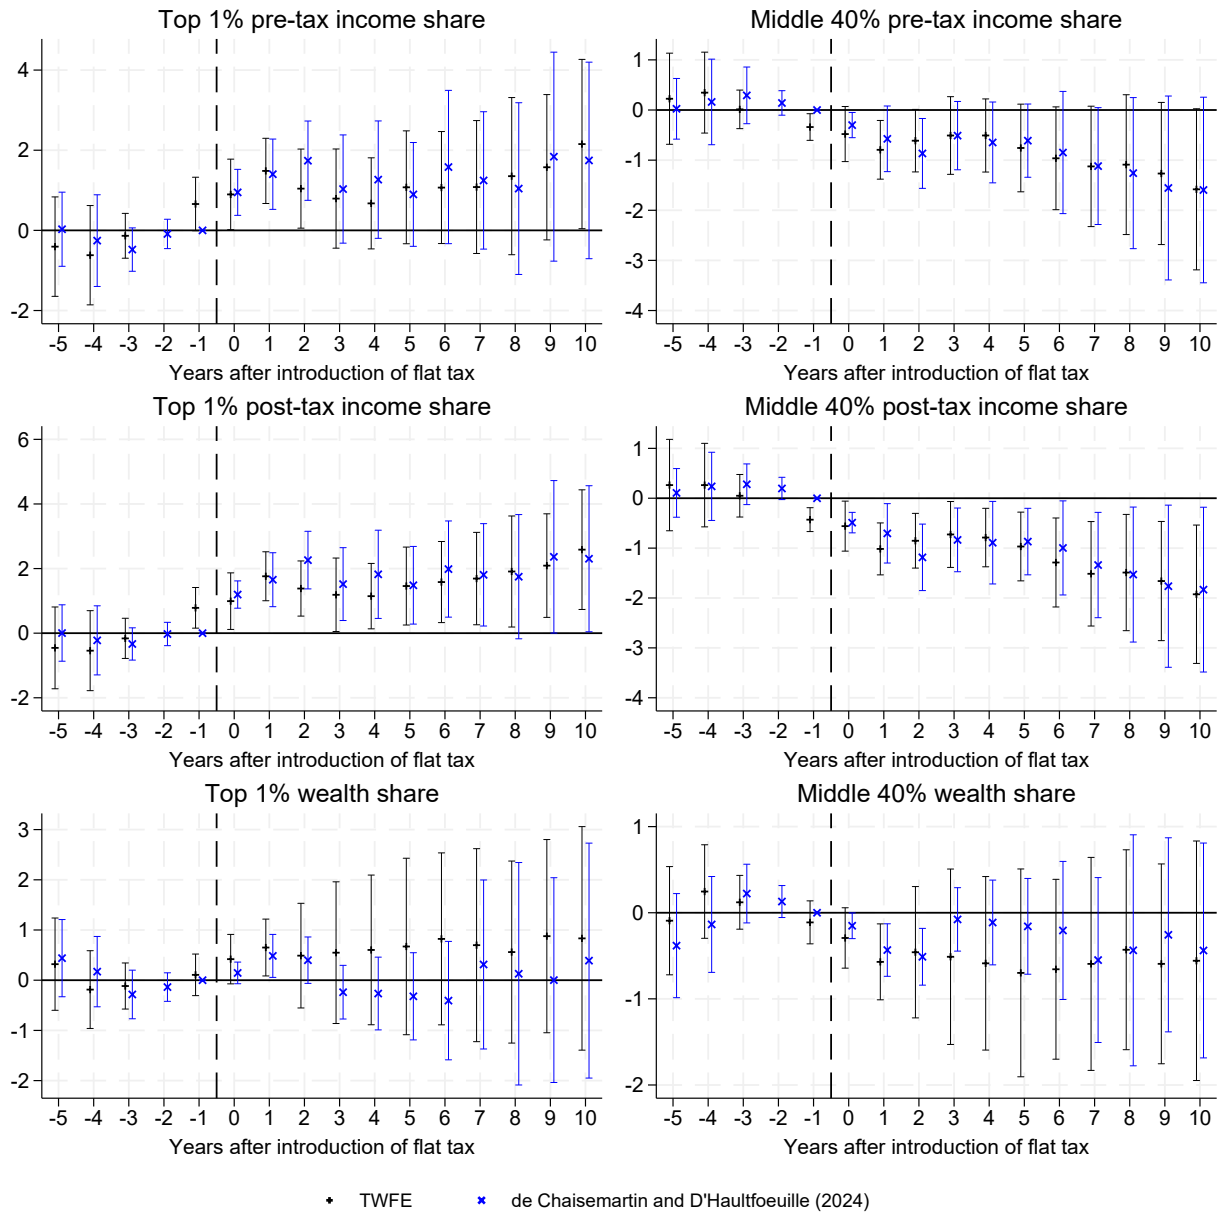 Top 1% pre-tax income share
4
2
0
-2
-5 -4 -3 -2 -1 0 1 2 3 4 5 6 7 8 9 10
Years after introduction of flat tax
Middle 40% pre-tax income share
1
0
-1
-2
-3
-4
-5 -4 -3 -2 -1 0 1 2 3 4 5 6 7 8 9 10
Years after introduction of flat tax
Top 1% post-tax income share
6
4
2
0
-2
-5 -4 -3 -2 -1 0 1 2 3 4 5 6 7 8 9 10
Years after introduction of flat tax
Middle 40% post-tax income share
1
0
-1
-2
-3
-4
-5 -4 -3 -2 -1 0 1 2 3 4 5 6 7 8 9 10
Years after introduction of flat tax
Top 1% wealth share
3
2
1
0
-1
-2
-5 -4 -3 -2 -1 0 1 2 3 4 5 6 7 8 9 10
Years after introduction of flat tax
Middle 40% wealth share
1
0
-1
-2
-5 -4 -3 -2 -1 0 1 2 3 4 5 6 7 8 9 10
Years after introduction of flat tax
TWFE
de Chaisemartin and D'Haultfoeuille (2024)